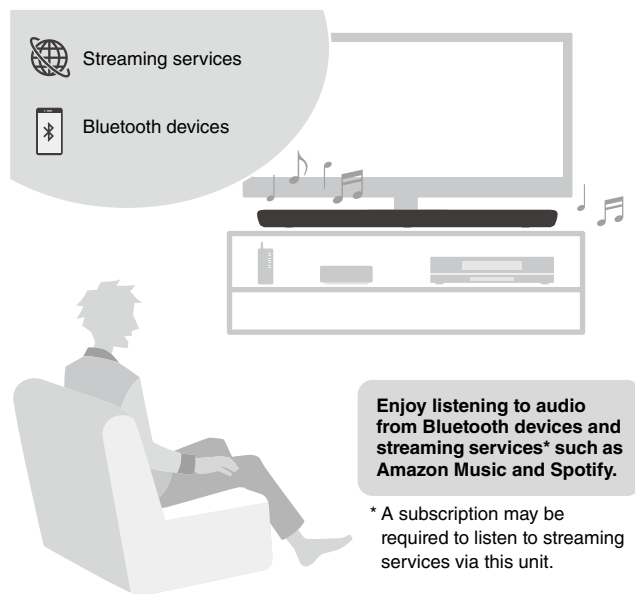 Streaming services
Bluetooth devices
Enjoy listening to audio
from Bluetooth devices and
streaming services* such as
Amazon Music and Spotify.
* A subscription may be
required to listen to streaming
services via this unit.